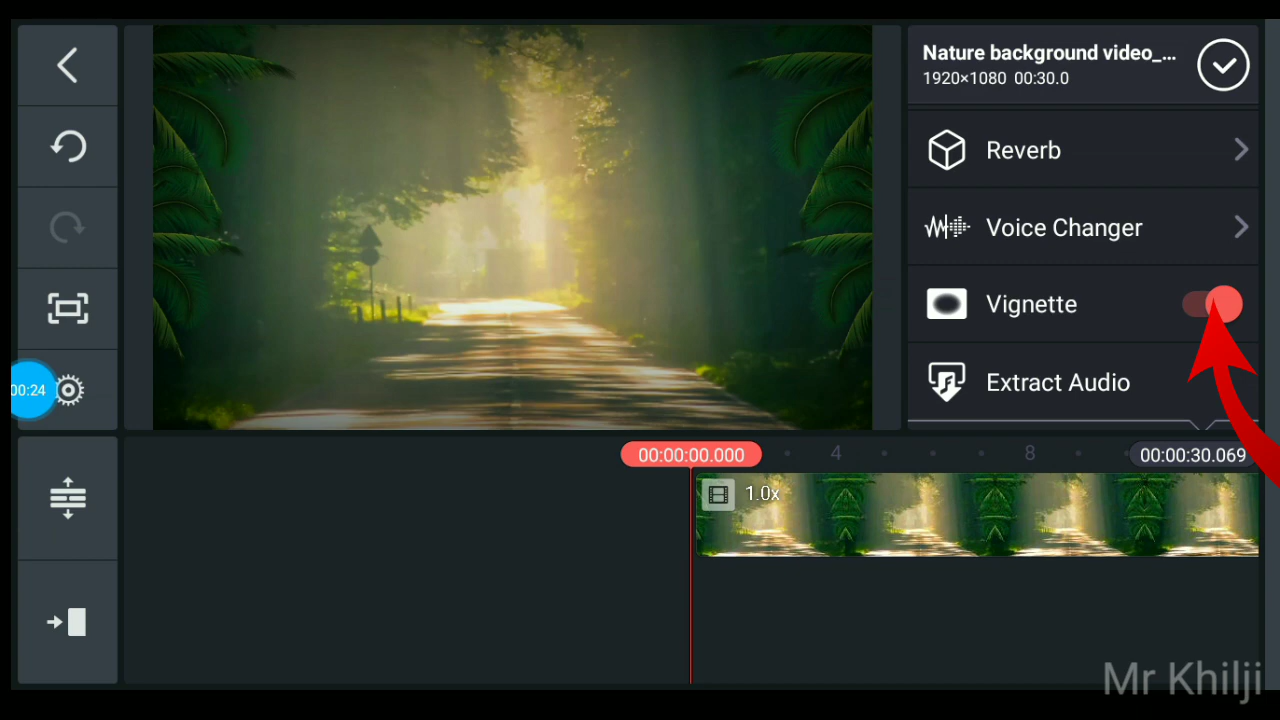 Nature background video_...
1920×1080 00:30.0
Reverb
Voice Changer
Vignette
Extract Audio
00:24
00:00:00.000
4
8
00:00:30.069
1.0x
Mr Khilji